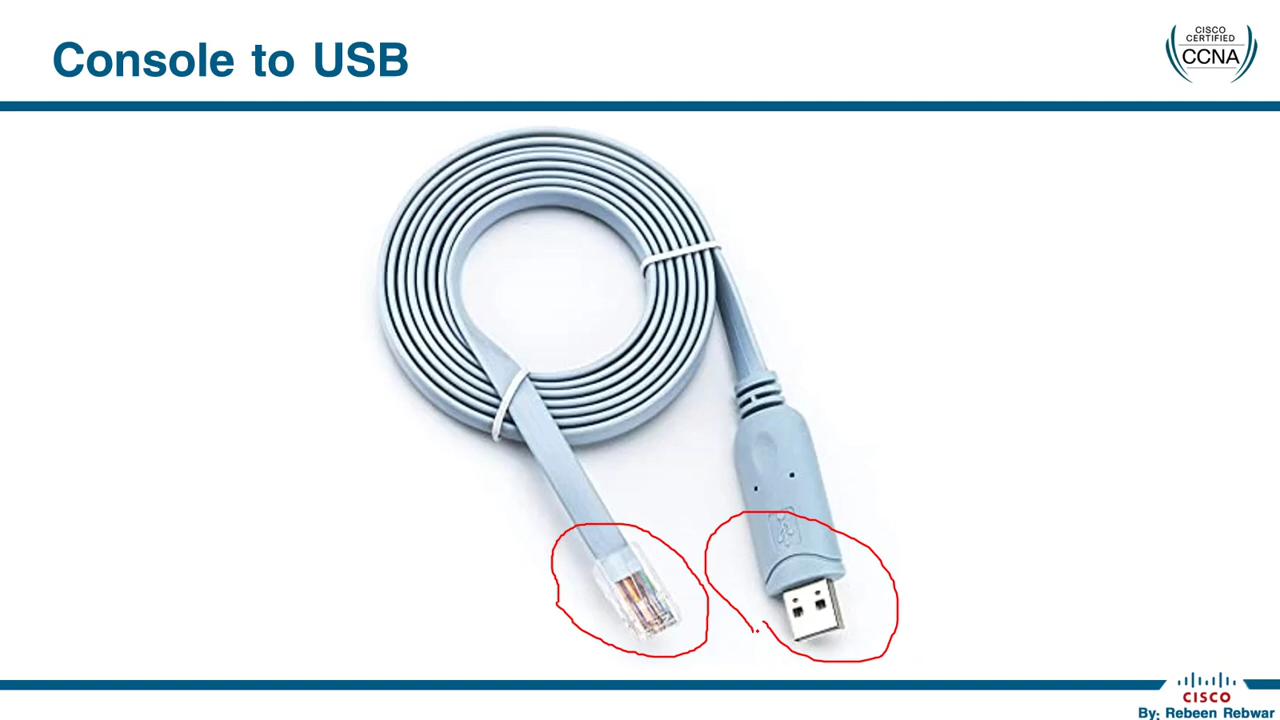 Console to USB
CISCO
CERTIFIED
CCNA
CISCO
By: Rebeen Rebwar